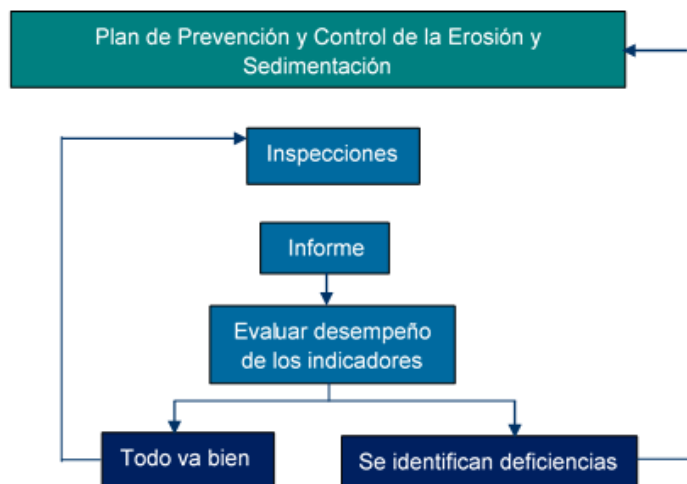 Plan de Prevención y Control de la Erosión y
Sedimentación
Inspecciones
Informe
Evaluar desempeño
de los indicadores
Todo va bien
Se identifican deficiencias